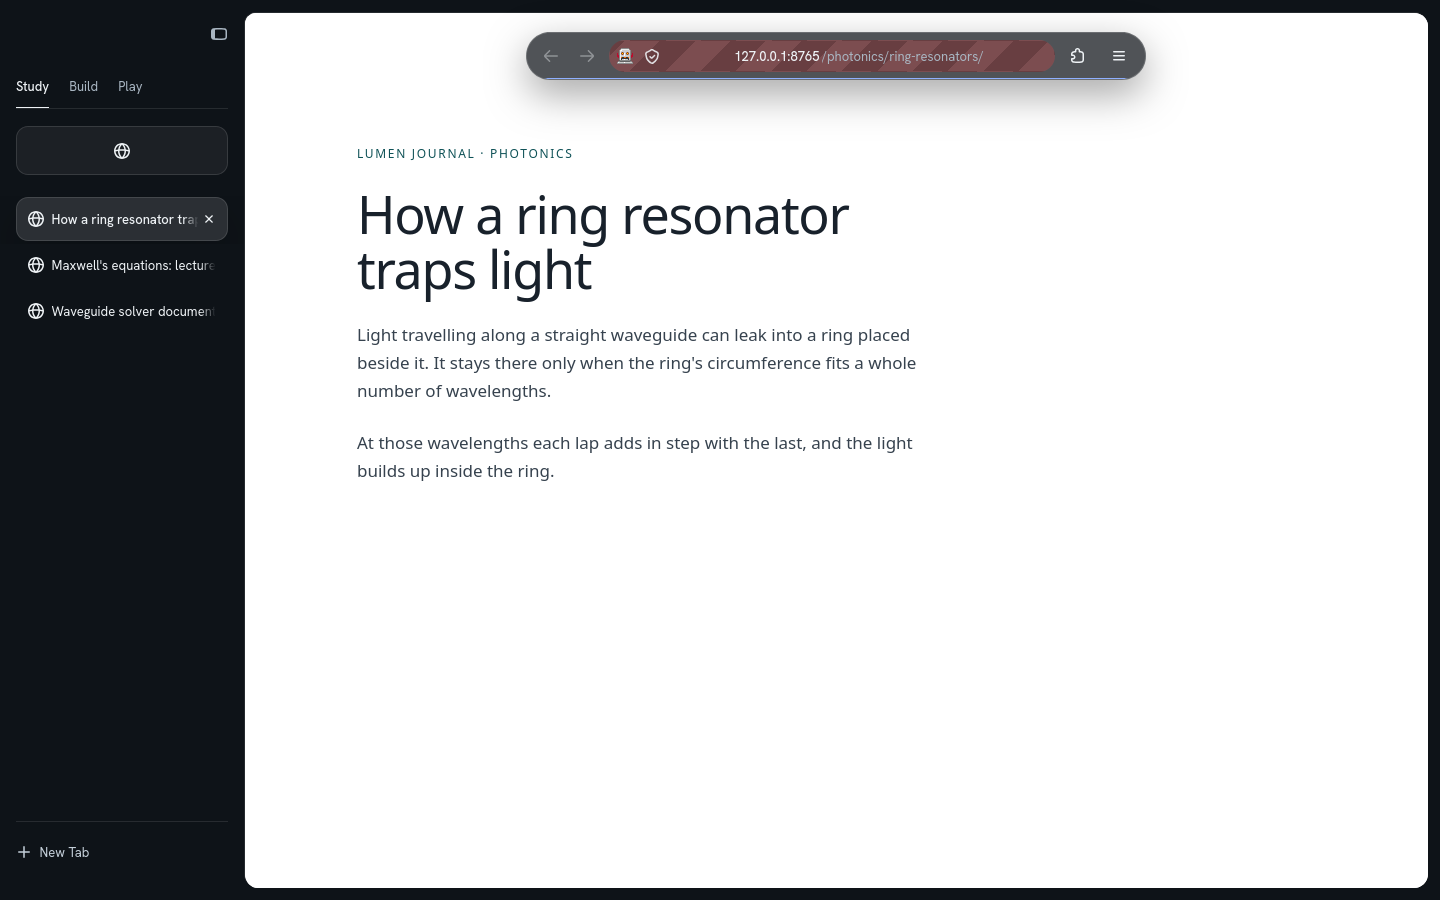 Study Build Play
How a ring resonator tra
Maxwell's equations: lecture
Waveguide solver document
New Tab
127.0.0.1:8765/photonics/ring-resonators/
LUMEN JOURNAL · PHOTONICS
How a ring resonator
traps light
Light travelling along a straight waveguide can leak into a ring placed
beside it. It stays there only when the ring's circumference fits a whole
number of wavelengths.
At those wavelengths each lap adds in step with the last, and the light
builds up inside the ring.